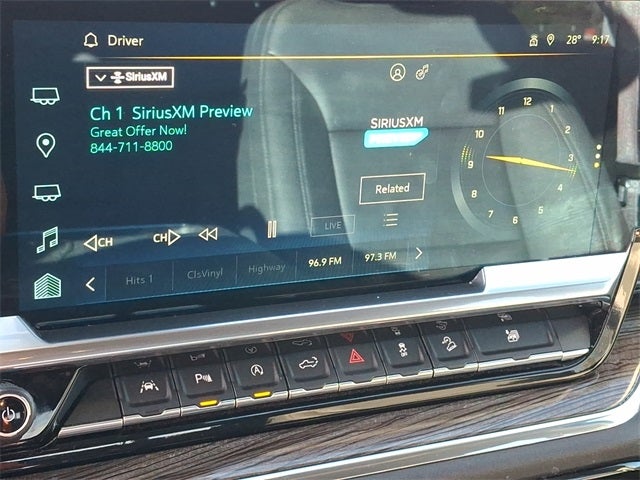 Driver
28° 9:17
SiriusXM
Ch 1 SiriusXM Preview
Great Offer Now!
844-711-8800
SIRIUSXM
Related
12
1
2
3
4
5
6
7
8
9
10
11
CH CH
LIVE
Hits 1 ClsVinyl Highway 96.9 FM 97.3 FM
P
A